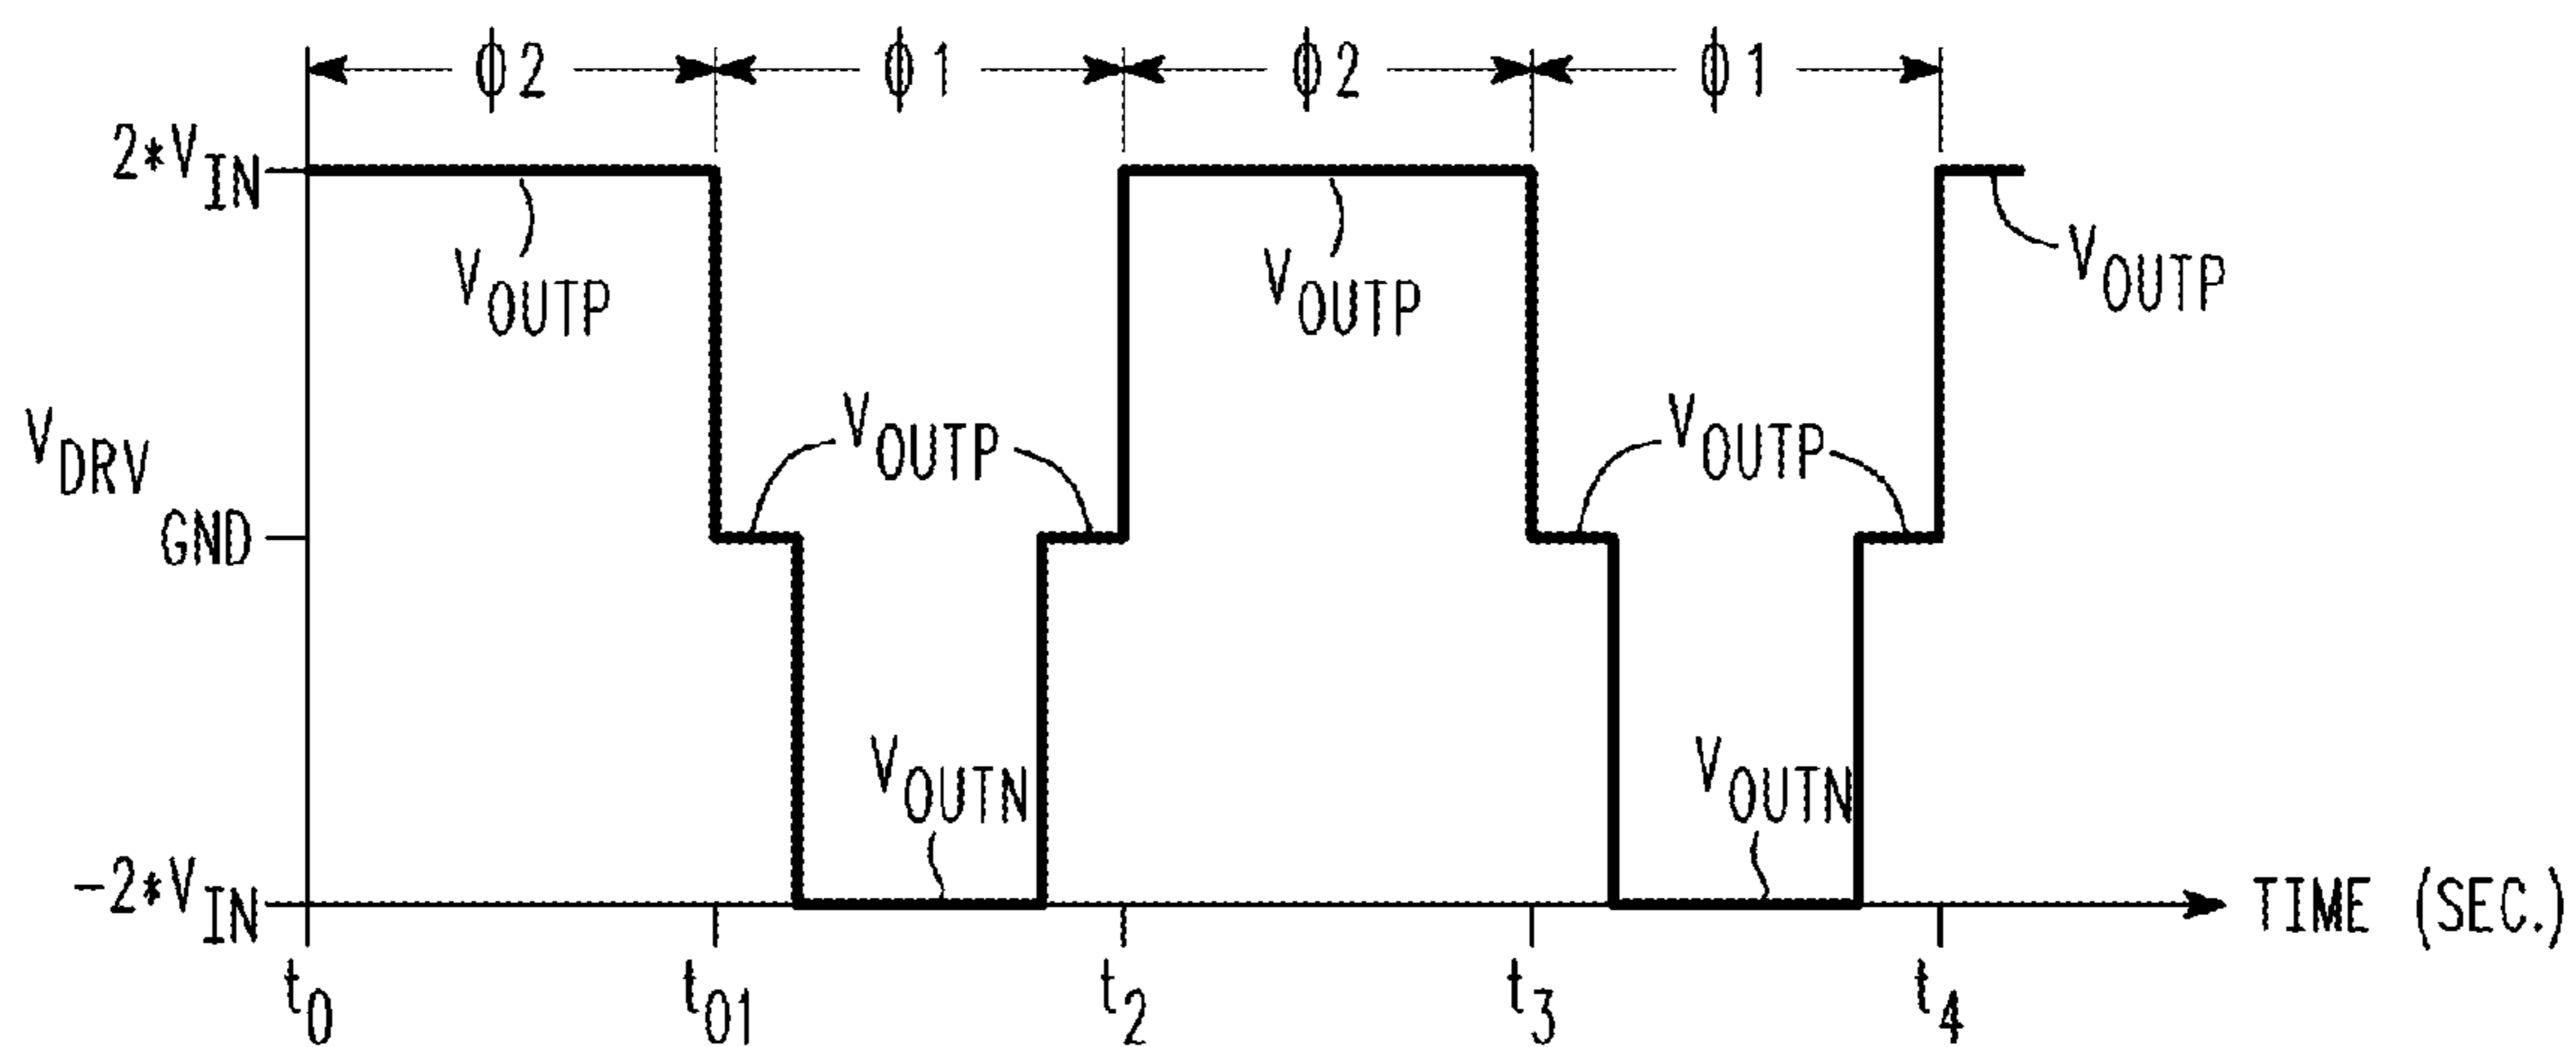 ϕ2 ϕ1 ϕ2 ϕ1
2*VIN
VOUTP VOUTP VOUTP
VDRV
VOUTP VOUTP
GND
VOUTN VOUTN
-2*VIN
TIME (SEC.)
t0 t01 t2 t3 t4